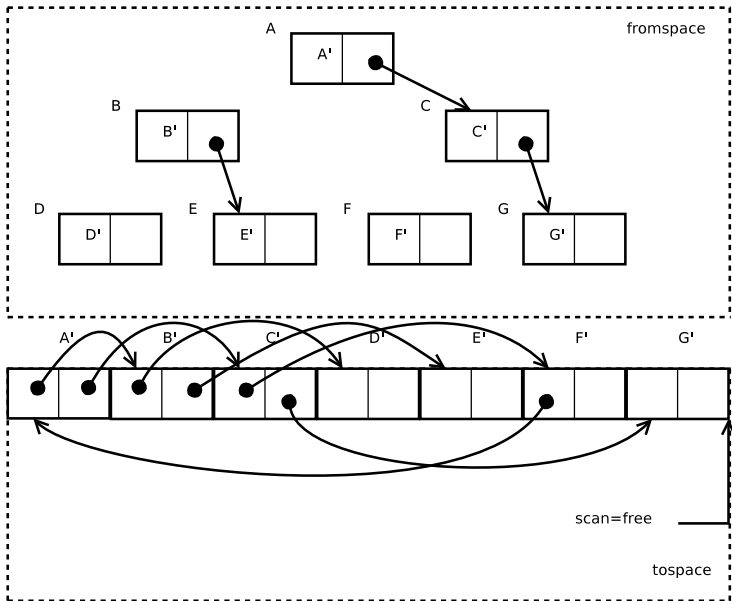 A fromspace
A'
B C
B' C'
D E F G
D' E' F' G'
A' B' C' D' E' F' G'
scan=free
tospace